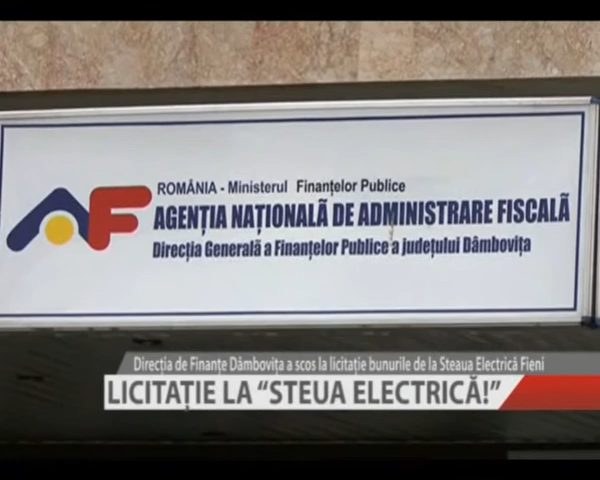 ROMÂNIA - Ministerul Finanțelor Publice
AGENȚIA NAȚIONALĂ DE ADMINISTRARE FISCALĂ
Direcția Generală a Finanțelor Publice a județului Dâmbovița
Direcția de Finanțe Dâmbovița a scos la licitație bunurile de la Steaua Electrică Fieni
LICITAȚIE LA “STEUA ELECTRICĂ!”